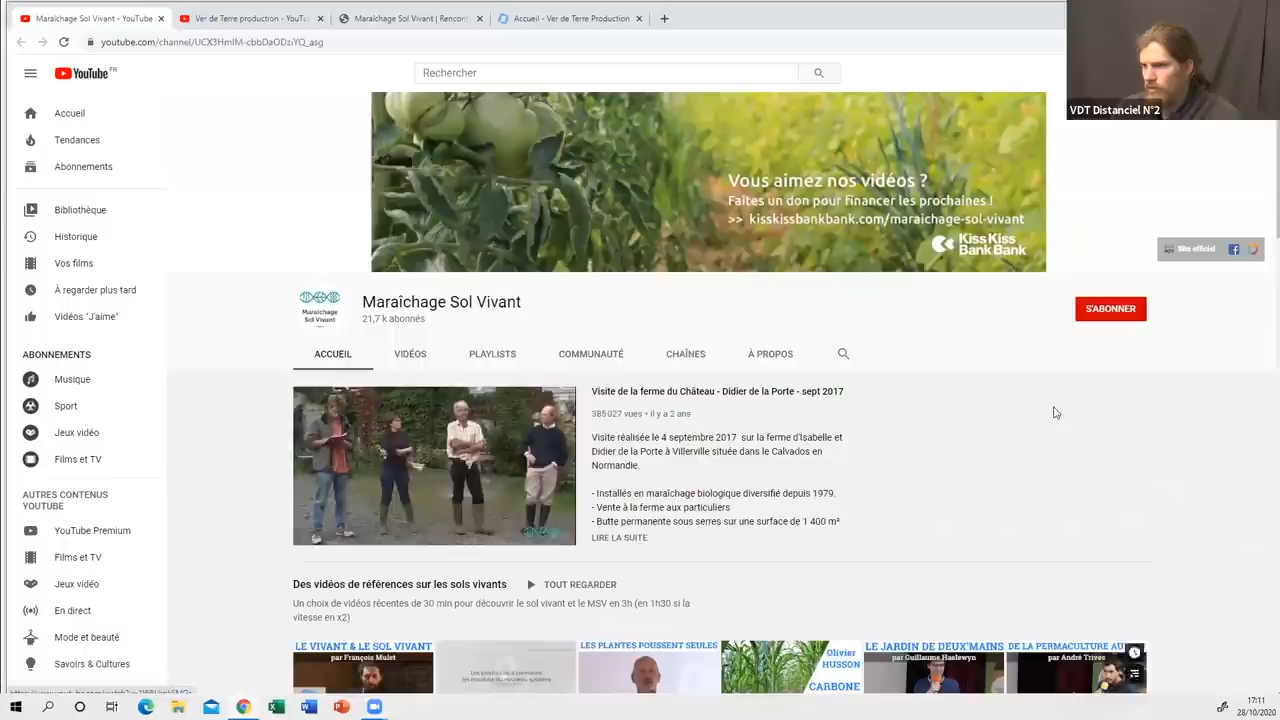 Maraîchage Sol Vivant - YouTube
Ver de Terre production - YouTu
Maraîchage Sol Vivant | Rencont
Accueil - Ver de Terre Production
youtube.com/channel/UCX3HmIM-cbbDaODziYQ_asg
VDT Distanciel N°2
YouTube FR
Rechercher
Accueil
Tendances
Abonnements
Bibliothèque
Historique
Vos films
À regarder plus tard
Vidéos "J'aime"
ABONNEMENTS
Musique
Sport
Jeux vidéo
Films et TV
AUTRES CONTENUS
YOUTUBE
YouTube Premium
Films et TV
Jeux vidéo
En direct
Mode et beauté
Savoirs & Cultures
Vous aimez nos vidéos ?
Faites un don pour financer les prochaines !
>> kisskissbankbank.com/maraichage-sol-vivant
KissKiss
BankBank
Site officiel
Maraîchage
Sol Vivant
Maraîchage Sol Vivant
21,7 k abonnés
S'ABONNER
ACCUEIL
VIDÉOS
PLAYLISTS
COMMUNAUTÉ
CHAÎNES
À PROPOS
Visite de la ferme du Château - Didier de la Porte - sept 2017
385 027 vues • il y a 2 ans
Visite réalisée le 4 septembre 2017 sur la ferme d'Isabelle et
Didier de la Porte à Villerville située dans le Calvados en
Normandie.
- Installés en maraîchage biologique diversifié depuis 1979.
- Vente à la ferme aux particuliers
- Butte permanente sous serres sur une surface de 1 400 m²
LIRE LA SUITE
Des vidéos de références sur les sols vivants
TOUT REGARDER
Un choix de vidéos récentes de 30 min pour découvrir le sol vivant et le MSV en 3h (en 1h30 si la
vitesse en x2)
LE VIVANT & LE SOL VIVANT
par François Mulet
LES PLANTES POUSSENT SEULES
Olivier
HUSSON
CARBONE
LE JARDIN DE DEUX'MAINS
par Guillaume Haelewyn
DE LA PERMACULTURE AU
par André Trives
17:11
28/10/2020